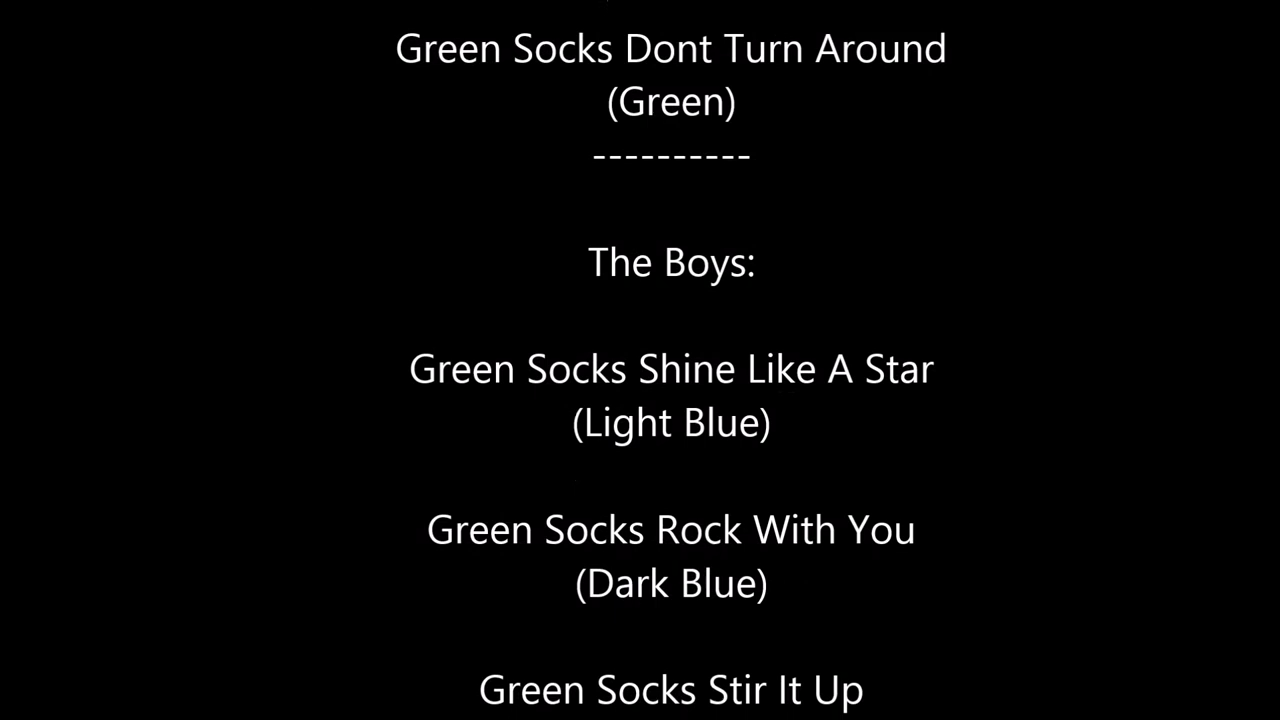 Green Socks Dont Turn Around
(Green)
----------
The Boys:
Green Socks Shine Like A Star
(Light Blue)
Green Socks Rock With You
(Dark Blue)
Green Socks Stir It Up